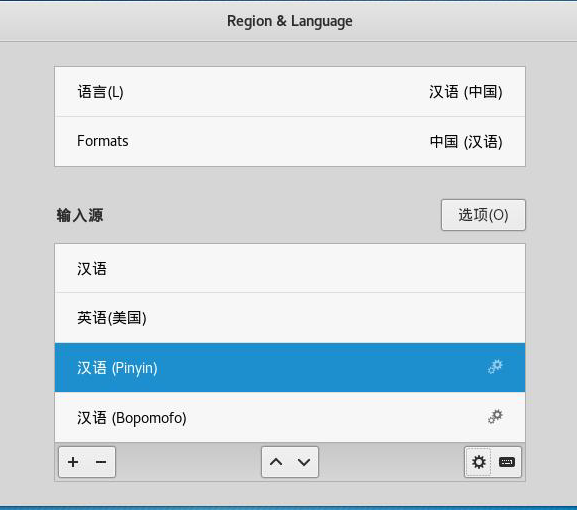 Region & Language
语言(L) 汉语 (中国)
Formats 中国 (汉语)
输入源 选项(O)
汉语
英语(美国)
汉语 (Pinyin)
汉语 (Bopomofo)